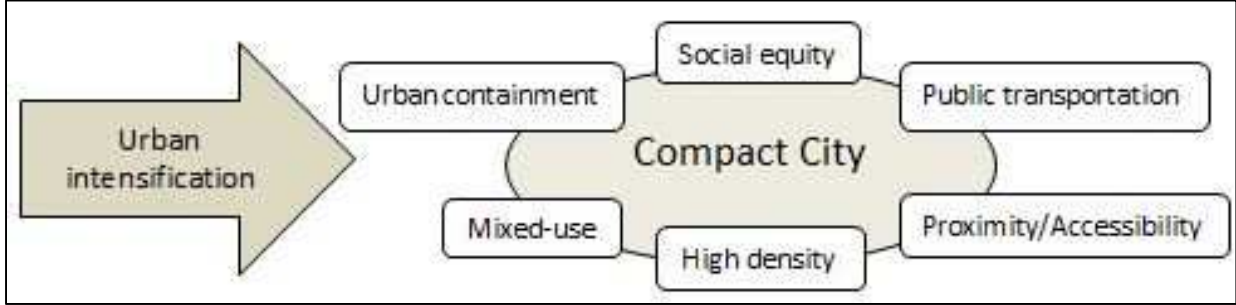 Urban
intensification
Urban containment
Social equity
Public transportation
Compact City
Mixed-use
High density
Proximity/Accessibility